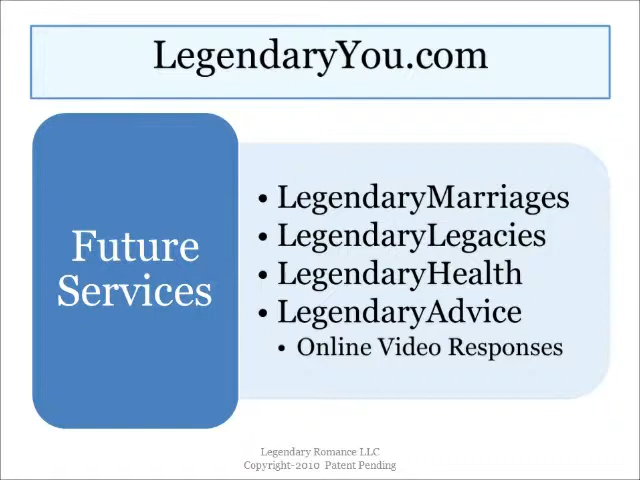 LegendaryYou.com
Future
Services
• LegendaryMarriages
• LegendaryLegacies
• LegendaryHealth
• LegendaryAdvice
• Online Video Responses
Legendary Romance LLC
Copyright-2010 Patent Pending